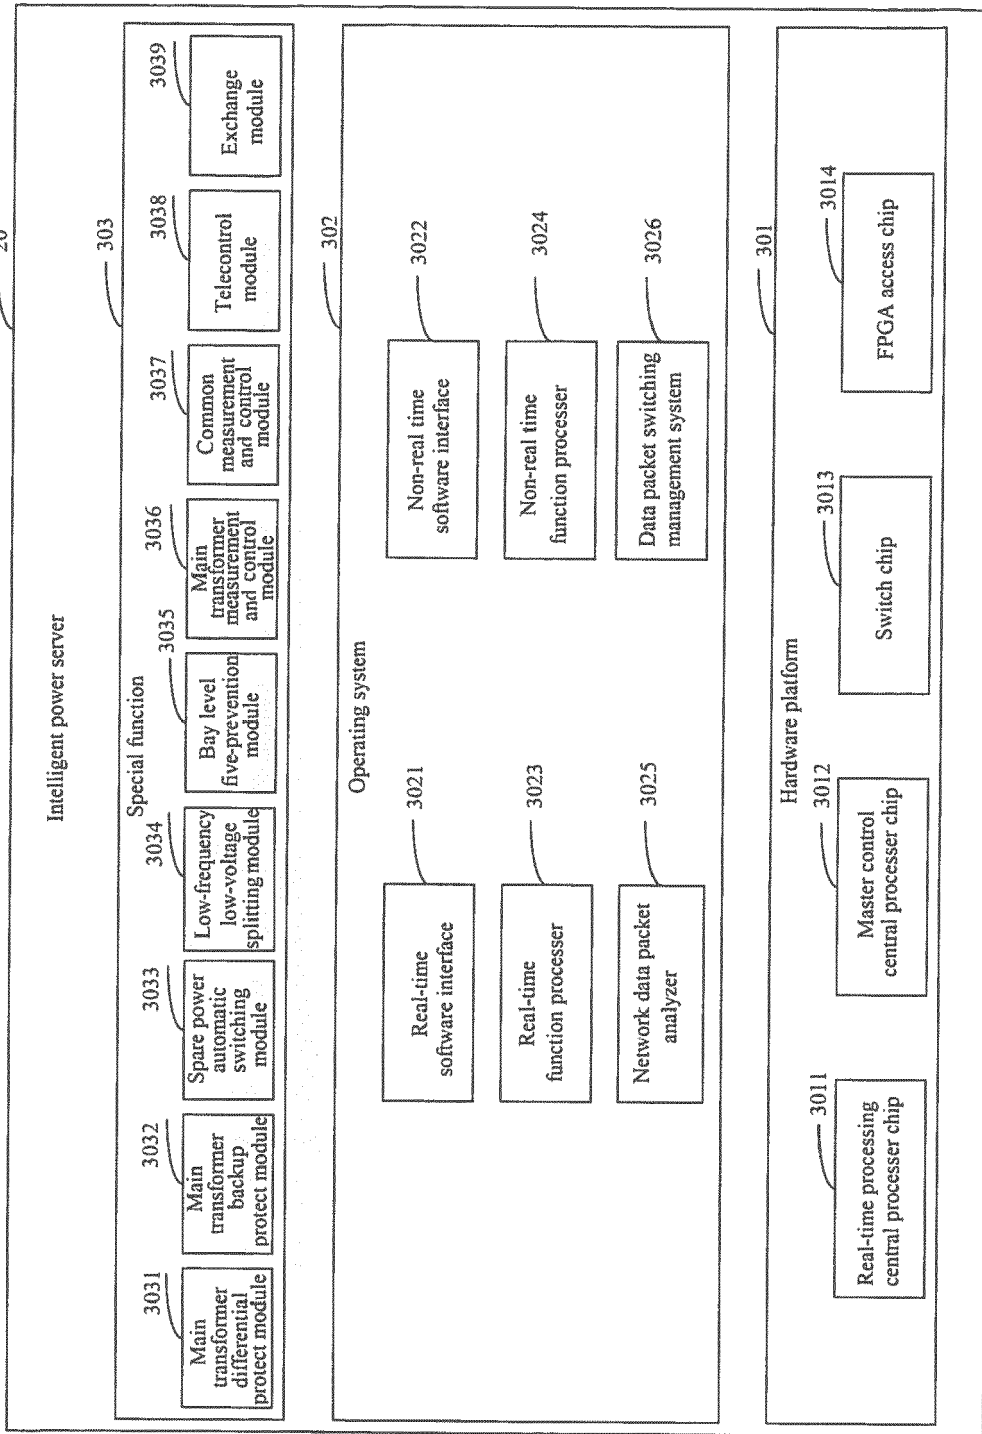 20
Intelligent power server
303
Special function
3031
Main
transformer
differential
protect module
3032
Main
transformer
backup
protect module
3033
Spare power
automatic
switching
module
3034
Low-frequency
low-voltage
splitting module
3035
Bay level
five-prevention
module
3036
Main
transformer
measurement
and control
module
3037
Common
measurement
and control
module
3038
Telecontrol
module
3039
Exchange
module
302
Operating system
3021
Real-time
software interface
3022
Non-real time
software interface
3023
Real-time
function processer
3024
Non-real time
function processer
3025
Network data packet
analyzer
3026
Data packet switching
management system
301
Hardware platform
3011
Real-time processing
central processer chip
3012
Master control
central processer chip
3013
Switch chip
3014
FPGA access chip